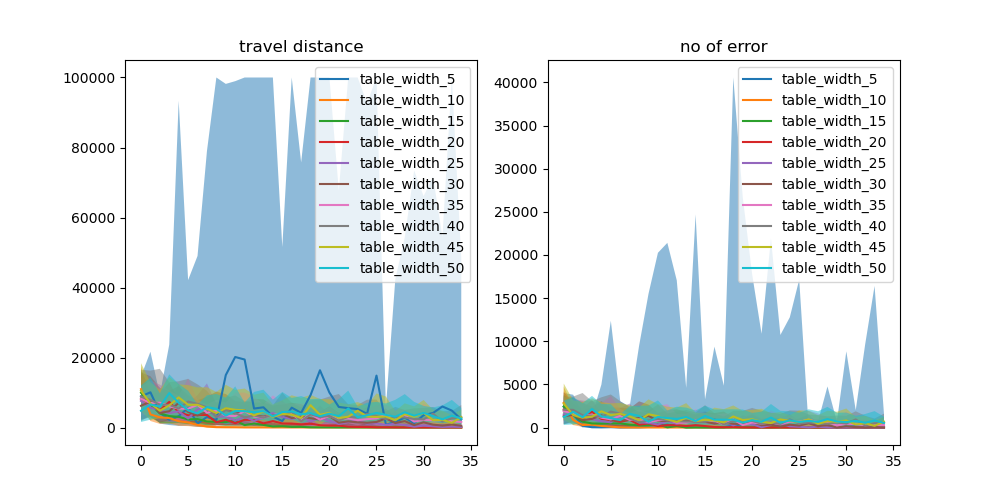 travel distance
100000
80000
60000
40000
20000
0
0 5 10 15 20 25 30 35
table_width_5
table_width_10
table_width_15
table_width_20
table_width_25
table_width_30
table_width_35
table_width_40
table_width_45
table_width_50
no of error
40000
35000
30000
25000
20000
15000
10000
5000
0
0 5 10 15 20 25 30 35
table_width_5
table_width_10
table_width_15
table_width_20
table_width_25
table_width_30
table_width_35
table_width_40
table_width_45
table_width_50